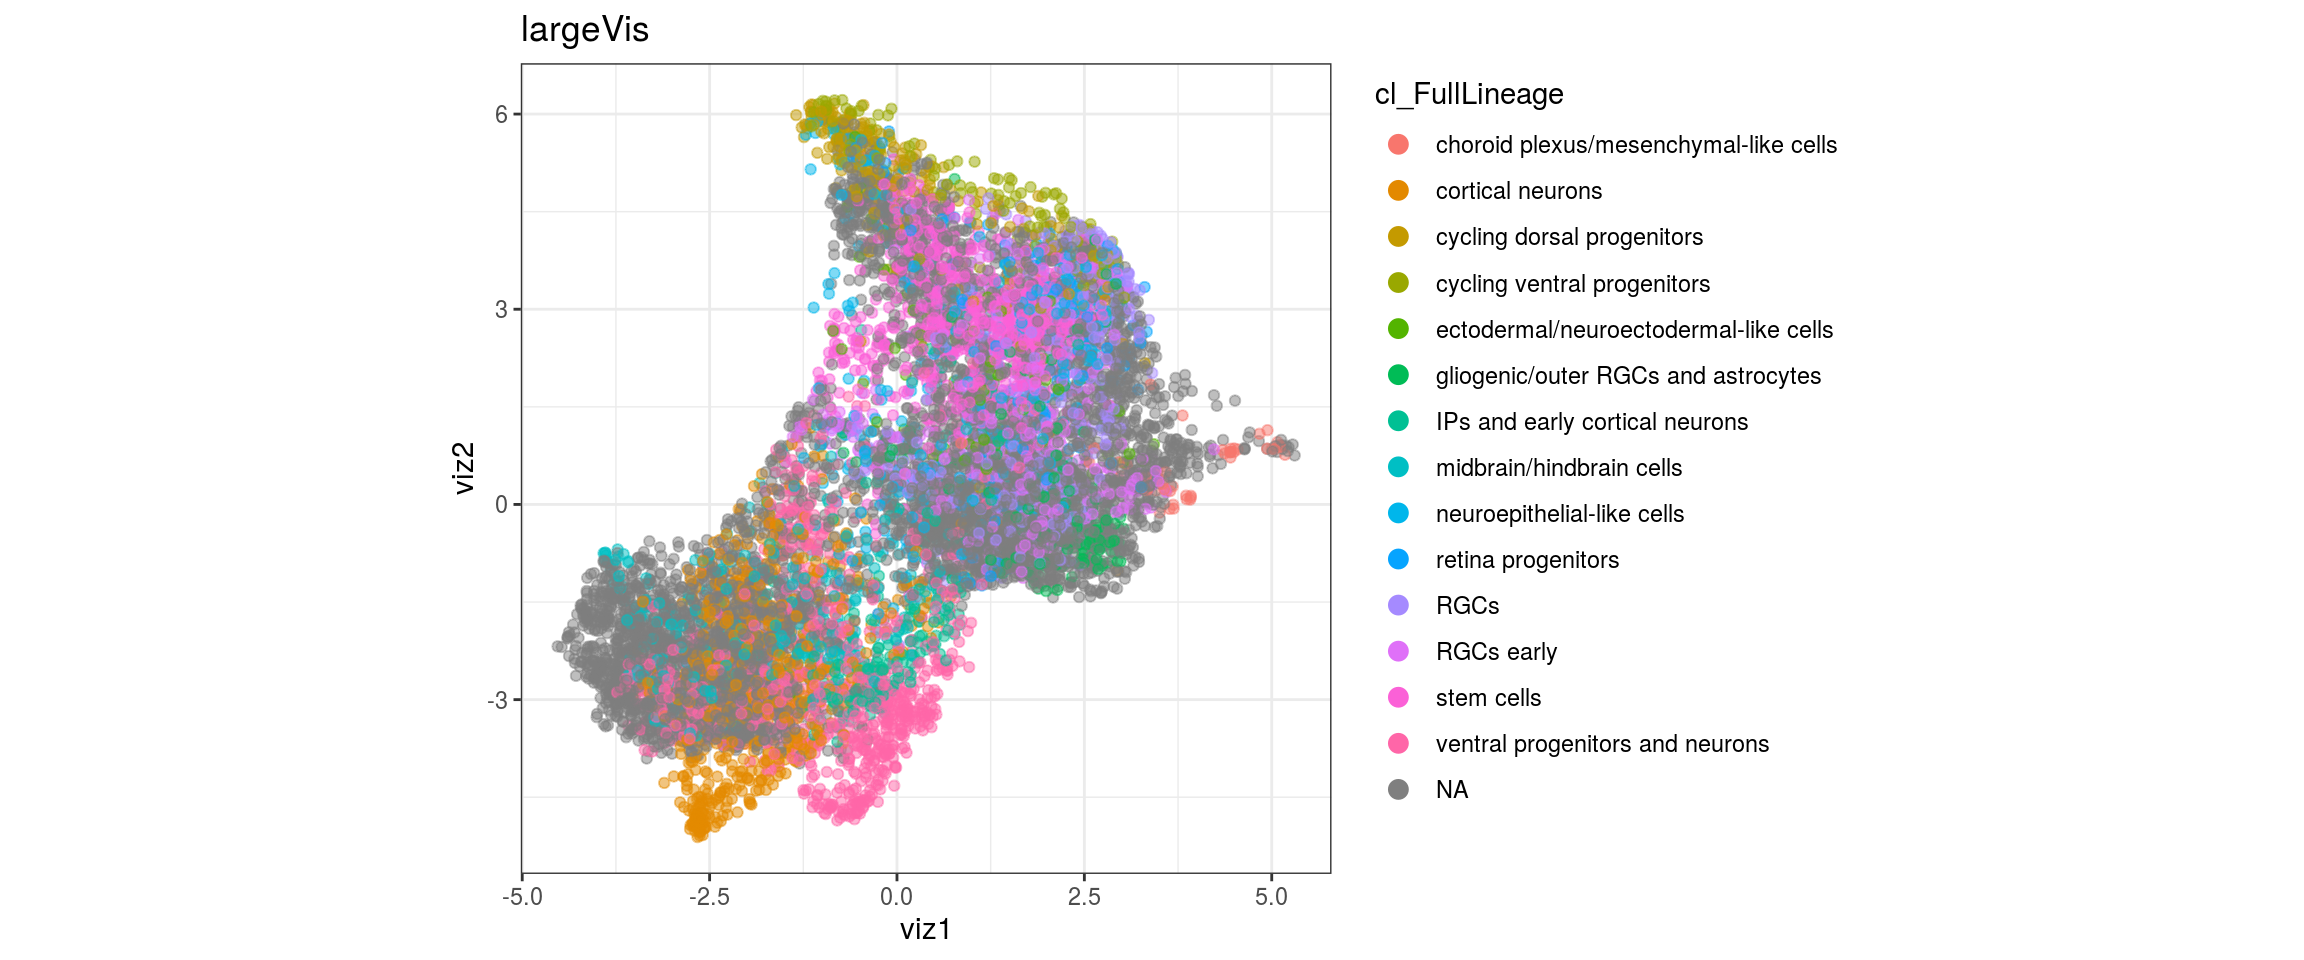 largeVis
cl_FullLineage
choroid plexus/mesenchymal-like cells
cortical neurons
cycling dorsal progenitors
cycling ventral progenitors
ectodermal/neuroectodermal-like cells
gliogenic/outer RGCs and astrocytes
IPs and early cortical neurons
midbrain/hindbrain cells
neuroepithelial-like cells
retina progenitors
RGCs
RGCs early
stem cells
ventral progenitors and neurons
NA
viz2
6
3
0
-3
-5.0 -2.5 0.0 2.5 5.0
viz1